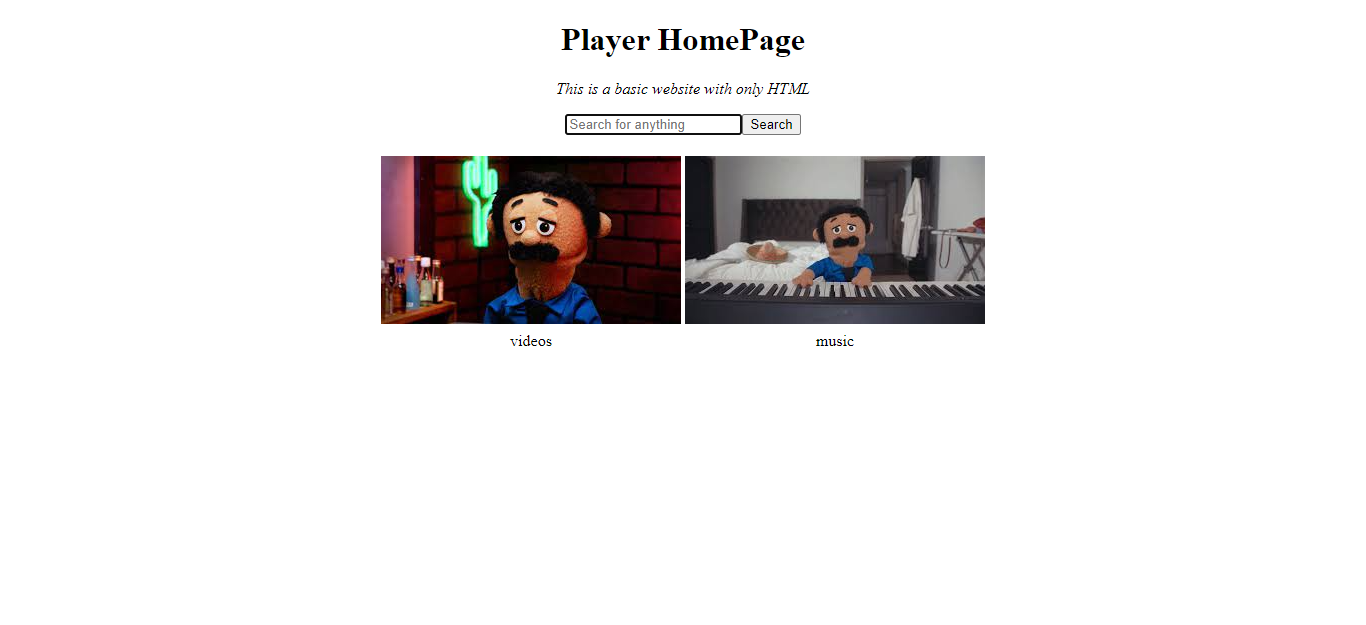 Player HomePage
This is a basic website with only HTML
Search for anything Search
videos music